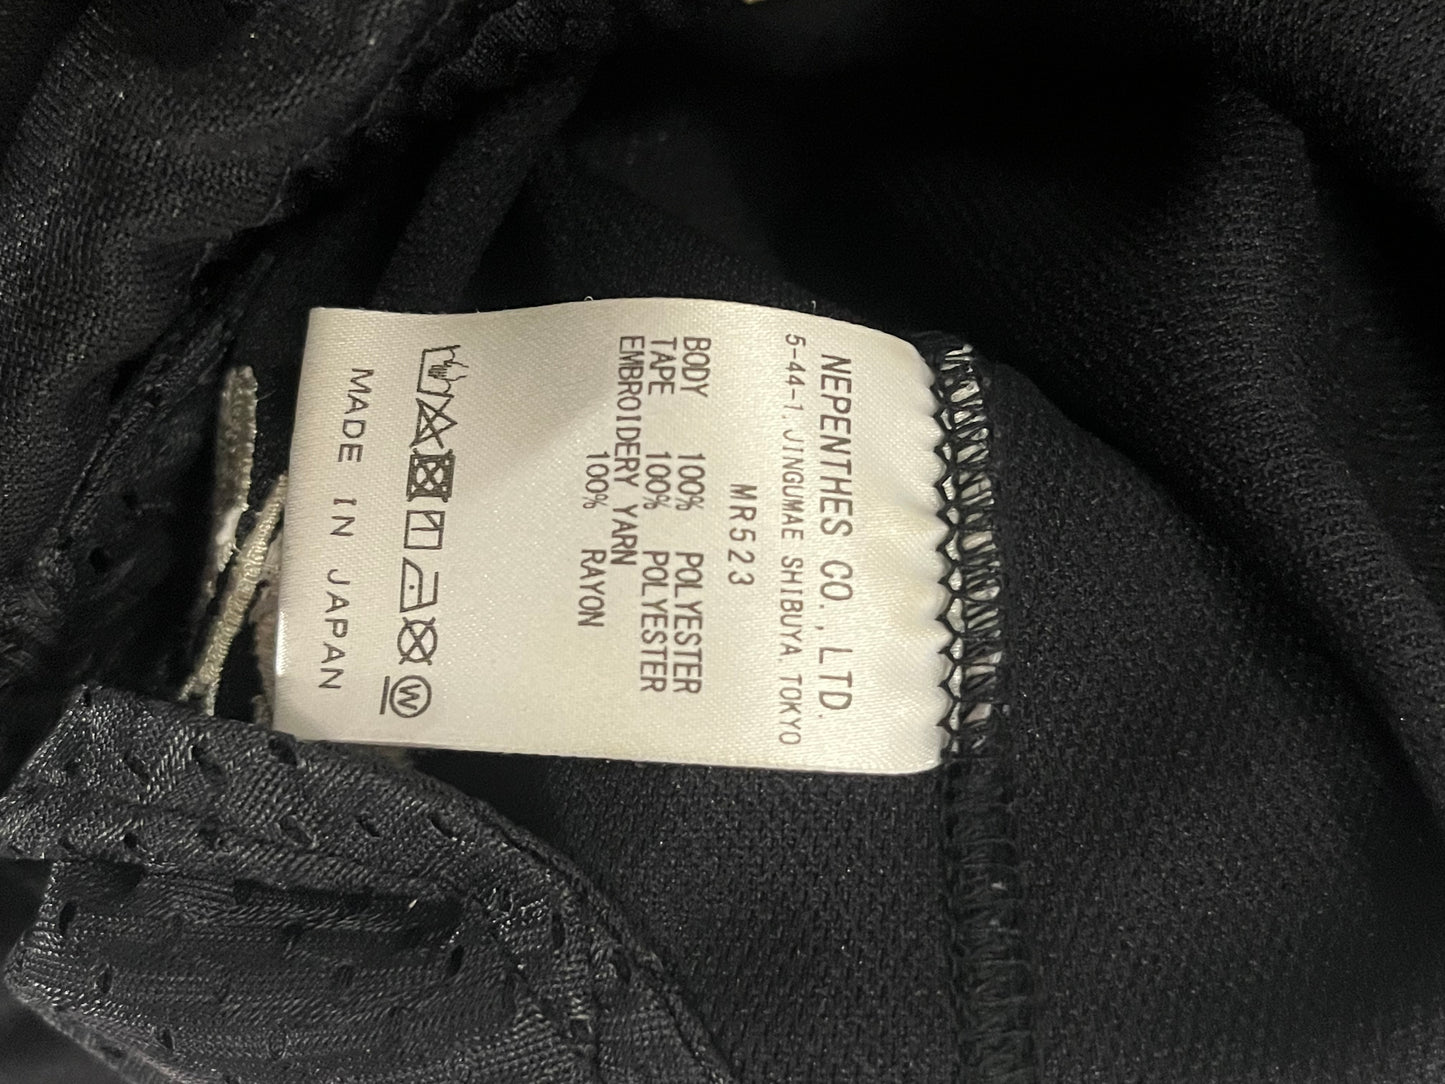 NEPENTHES CO.,LTD.
5-44-1,JINGUMAE SHIBUYA.TOKYO
MR523
BODY 100% POLYESTER
TAPE 100% POLYESTER
EMBROIDERY YARN
100% RAYON
W
MADE IN JAPAN